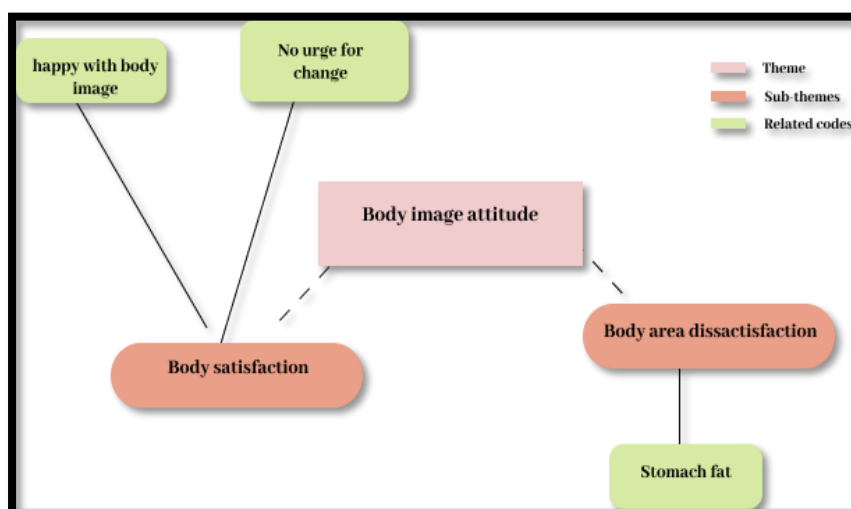 happy with body
image
No urge for
change
Theme
Sub-themes
Related codes
Body image attitude
Body area dissactisfaction
Body satisfaction
Stomach fat